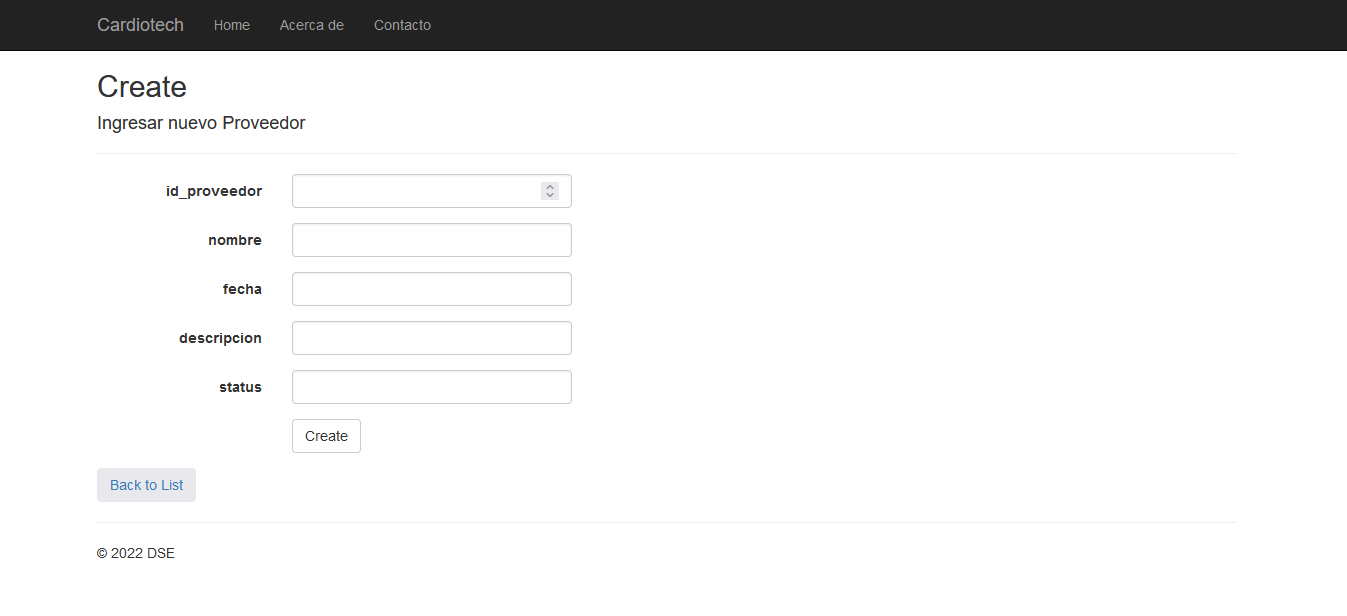 Cardiotech Home Acerca de Contacto
Create
Ingresar nuevo Proveedor
id_proveedor
nombre
fecha
descripcion
status
Create
Back to List
© 2022 DSE